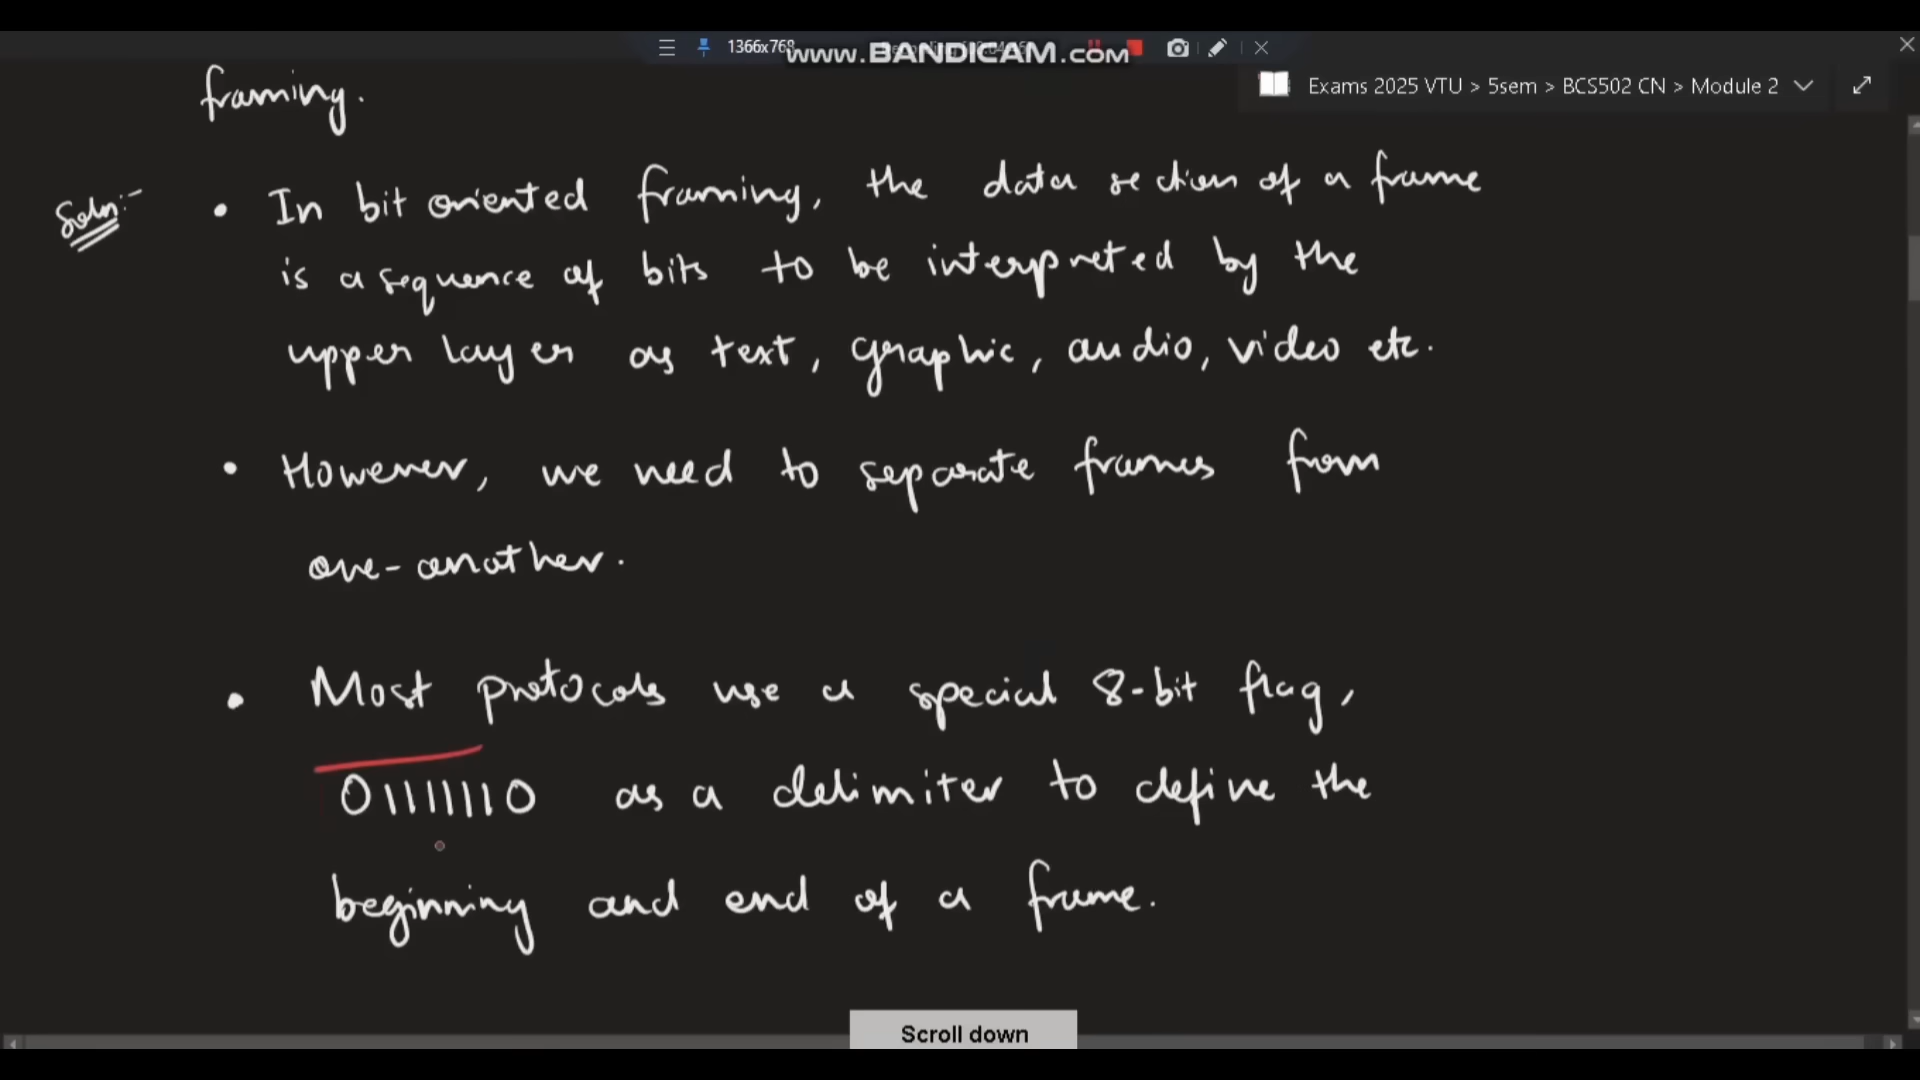 1366x768
www.BANDICAM.com
Exams 2025 VTU > 5sem > BCS502 CN > Module 2
framing.
Soln:-
• In bit oriented framing, the data section of a frame
is a sequence of bits to be interpreted by the
upper layer as text, graphic, audio, video etc.
• However, we need to separate frames from
one-another.
• Most protocols use a special 8-bit flag,
01111110 as a delimiter to define the
beginning and end of a frame.
Scroll down